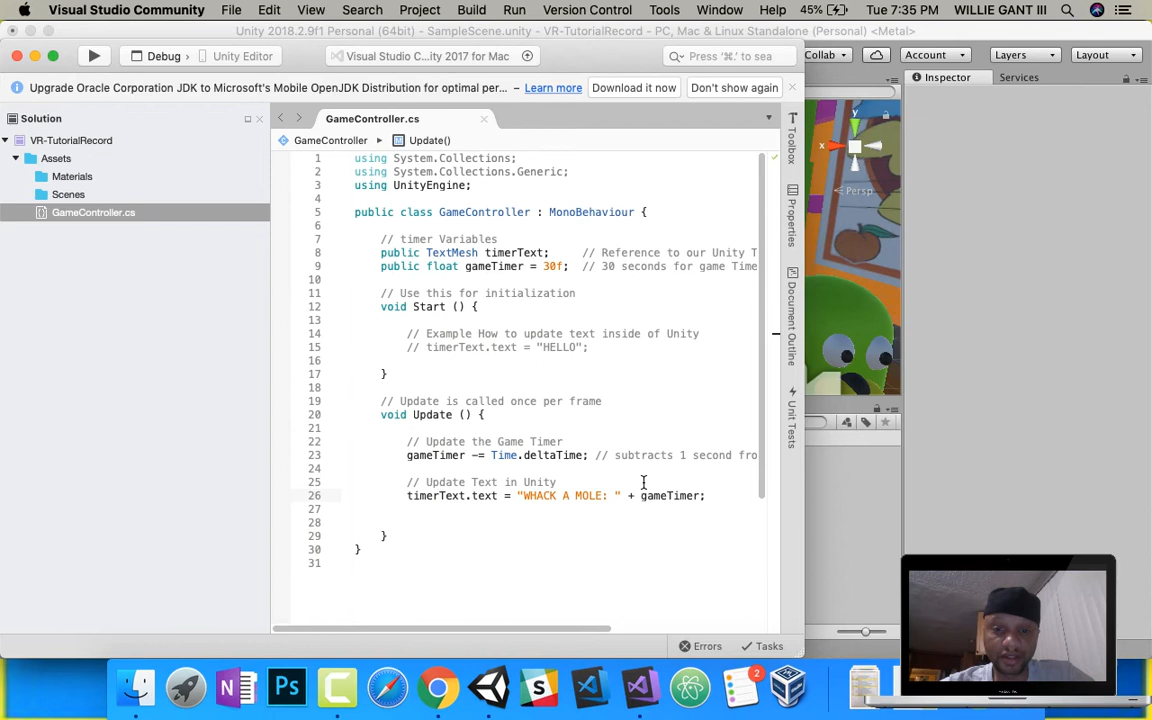 Visual Studio Community File Edit View Search Project Build Run Version Control Tools Window Help 45% Tue 7:35 PM WILLIE GANT III
Unity 2018.2.9f1 Personal (64bit) - SampleScene.unity - VR-TutorialRecord - PC, Mac & Linux Standalone (Personal) <Metal>
Debug Unity Editor Visual Studio C...ity 2017 for Mac Press '⌘.' to sea
Collab Account Layers Layout
Upgrade Oracle Corporation JDK to Microsoft's Mobile OpenJDK Distribution for optimal per... – Learn more Download it now Don't show again
Inspector Services
Solution
GameController.cs
VR-TutorialRecord
Assets
Materials
Scenes
GameController.cs
GameController Update()
1 using System.Collections;
2 using System.Collections.Generic;
3 using UnityEngine;
4
5 public class GameController : MonoBehaviour {
6
7 // timer Variables
8 public TextMesh timerText; // Reference to our Unity T
9 public float gameTimer = 30f; // 30 seconds for game Time
10
11 // Use this for initialization
12 void Start () {
13
14 // Example How to update text inside of Unity
15 // timerText.text = "HELLO";
16
17 }
18
19 // Update is called once per frame
20 void Update () {
21
22 // Update the Game Timer
23 gameTimer -= Time.deltaTime; // subtracts 1 second fro
24
25 // Update Text in Unity
26 timerText.text = "WHACK A MOLE: " + gameTimer;
27
28
29 }
30 }
31
Toolbox
Properties
Document Outline
Unit Tests
y
x
Persp
Errors Tasks
N
Ps
C
S
2